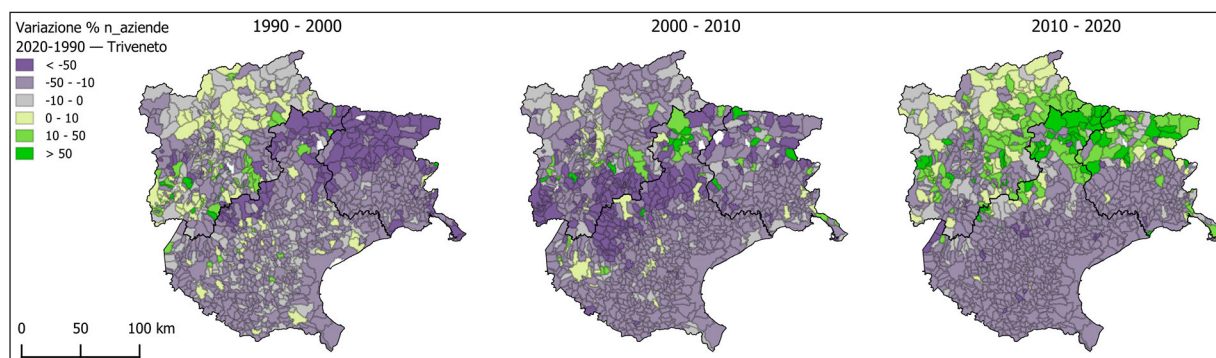 Variazione % n_aziende
2020-1990 — Triveneto
< -50
-50 - -10
-10 - 0
0 - 10
10 - 50
> 50
1990 - 2000
2000 - 2010
2010 - 2020
0 50 100 km